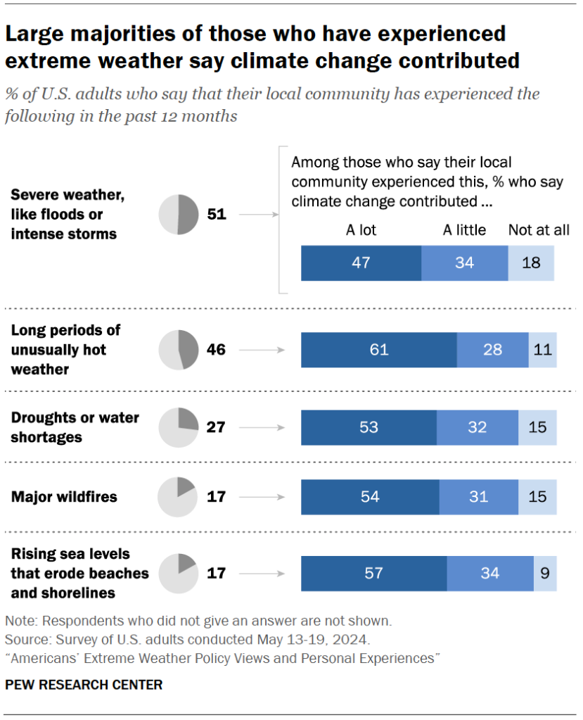 Large majorities of those who have experienced
extreme weather say climate change contributed
% of U.S. adults who say that their local community has experienced the
following in the past 12 months
Severe weather,
like floods or
intense storms
51
Among those who say their local
community experienced this, % who say
climate change contributed ...
A lot
A little
Not at all
47
34
18
Long periods of
unusually hot
weather
46
61
28
11
Droughts or water
shortages
27
53
32
15
Major wildfires
17
54
31
15
Rising sea levels
that erode beaches
and shorelines
17
57
34
9
Note: Respondents who did not give an answer are not shown.
Source: Survey of U.S. adults conducted May 13-19, 2024.
“Americans’ Extreme Weather Policy Views and Personal Experiences”
PEW RESEARCH CENTER